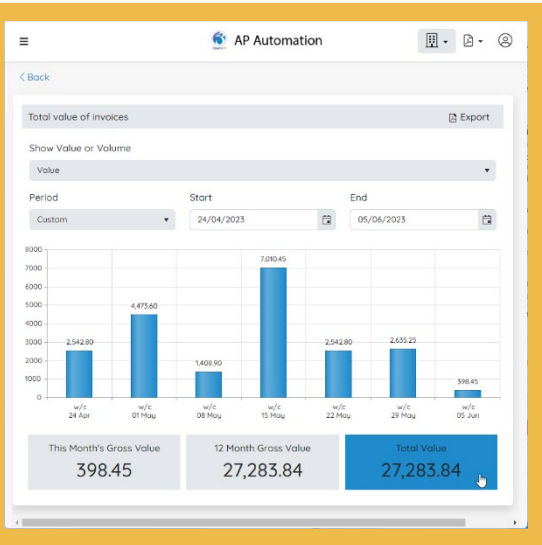 AP Automation
Back
Total value of invoices
Export
Show Value or Volume
Value
Period
Start
End
Custom
24/04/2023
05/06/2023
8000
7000
6000
5000
4000
3000
2000
1000
0
2,542.80
4,473.60
1,408.90
7,010.45
2,542.80
2,635.25
398.45
w/c w/c w/c w/c w/c w/c w/c
24 Apr 01 May 08 May 15 May 22 May 29 May 05 Jun
This Month's Gross Value
398.45
12 Month Gross Value
27,283.84
Total Value
27,283.84